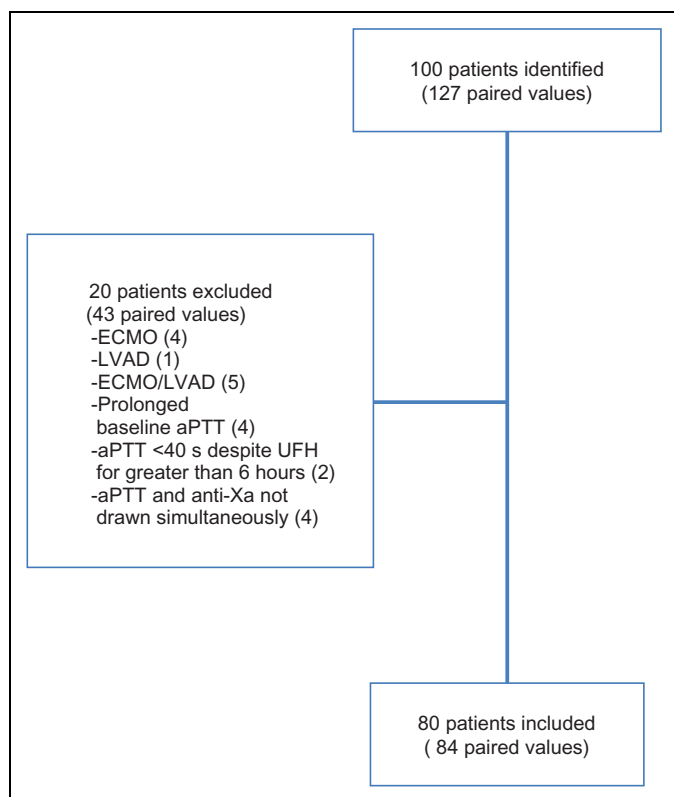 100 patients identified
(127 paired values)
20 patients excluded
(43 paired values)
-ECMO (4)
-LVAD (1)
-ECMO/LVAD (5)
-Prolonged
baseline aPTT (4)
-aPTT <40 s despite UFH
for greater than 6 hours (2)
-aPTT and anti-Xa not
drawn simultaneously (4)
80 patients included
( 84 paired values)